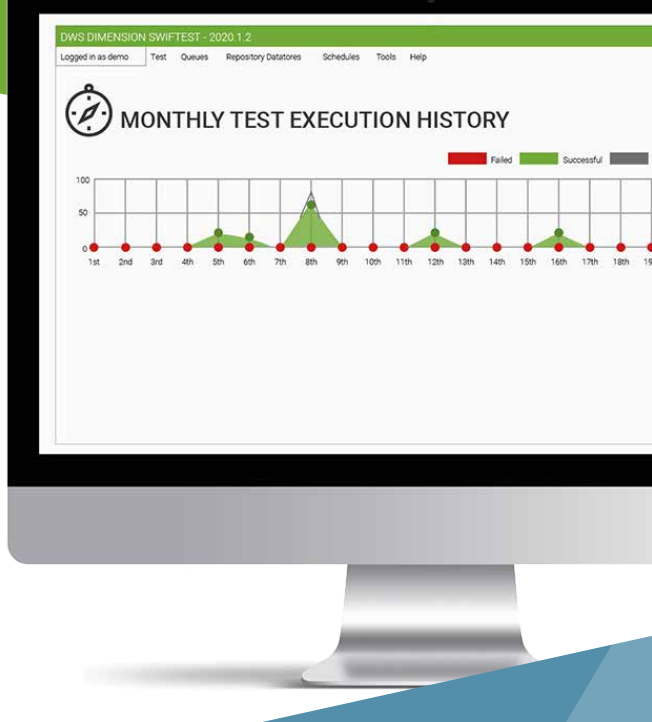 DWS DIMENSION SWIFTEST - 2020.1.2
Logged in as demo Test Queues Repository Datatores Schedules Tools Help
MONTHLY TEST EXECUTION HISTORY
Failed Successful
100
50
0
1st 2nd 3rd 4th 5th 6th 7th 8th 9th 10th 11th 12th 13th 14th 15th 16th 17th 18th 19